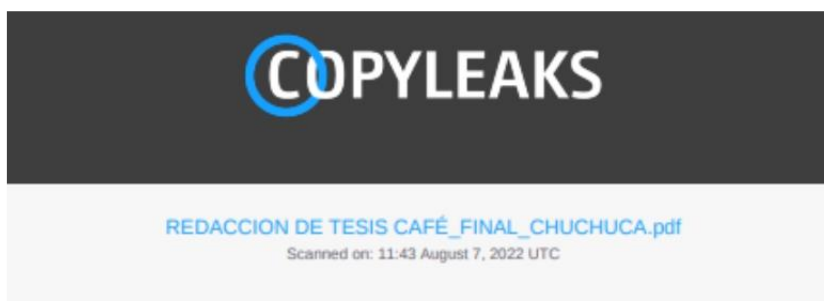 COPYLEAKS
REDACCION DE TESIS CAFÉ_FINAL_CHUCHUCA.pdf
Scanned on: 11:43 August 7, 2022 UTC